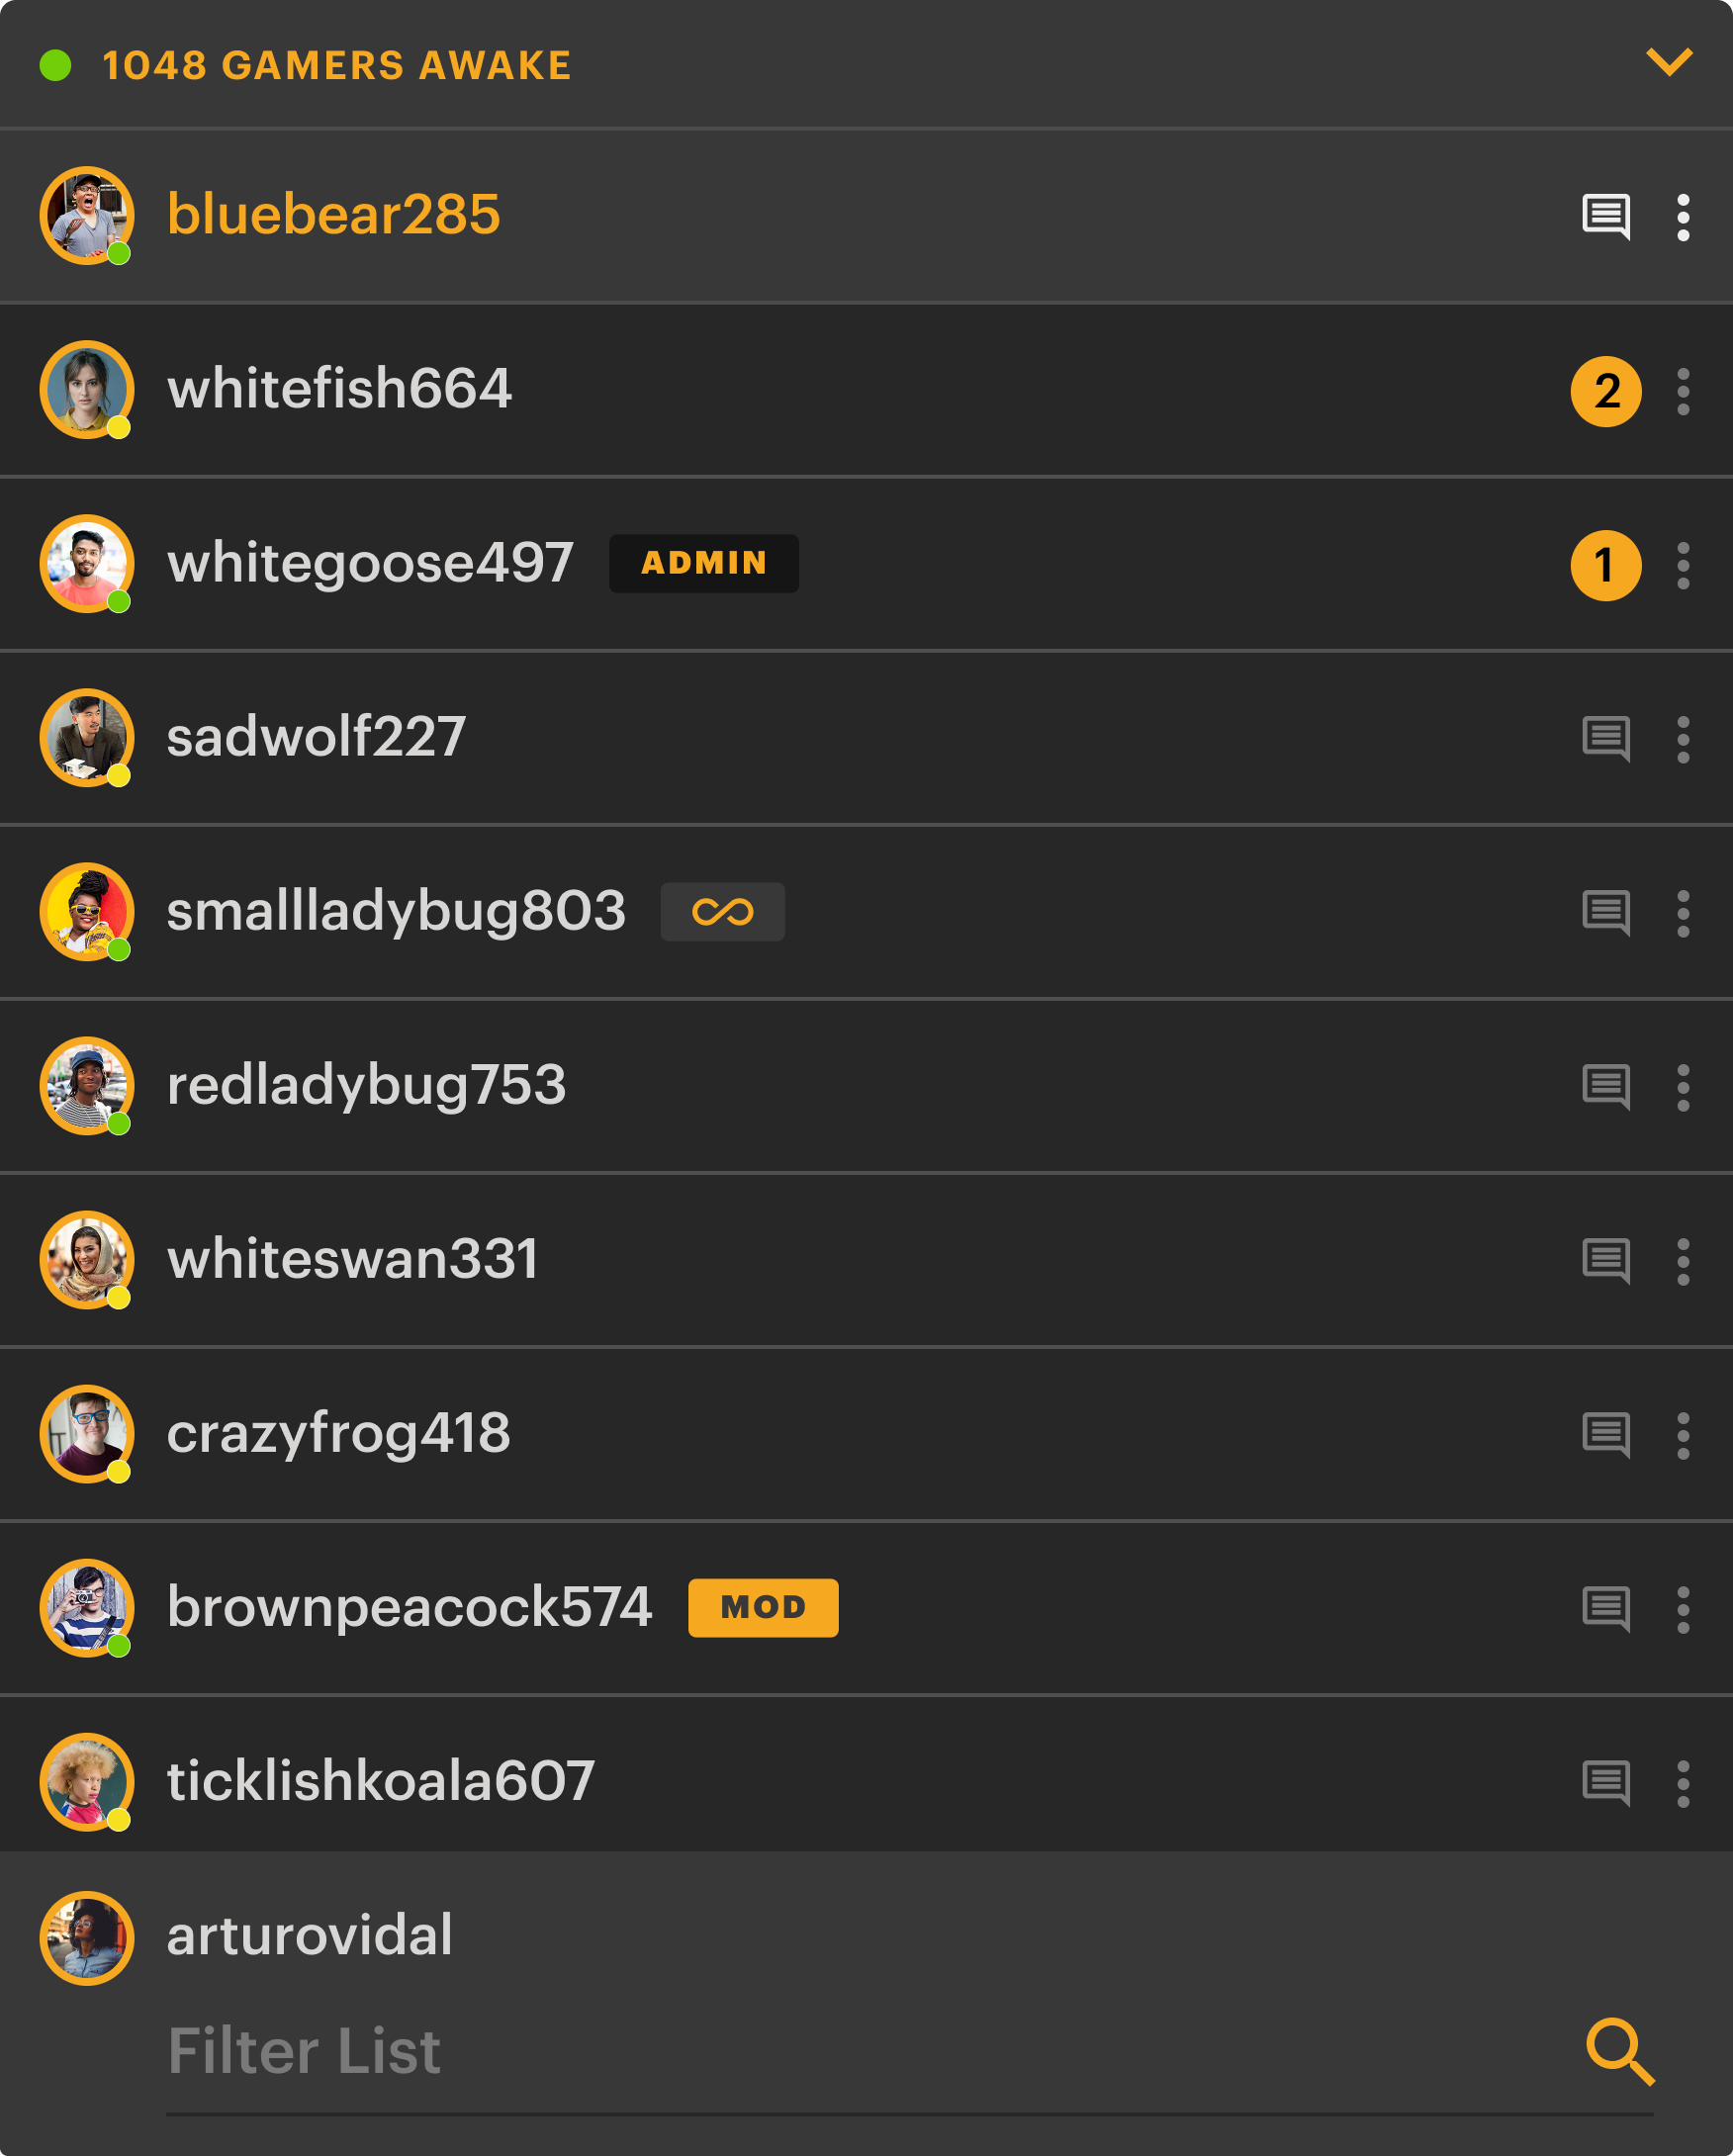 1048 GAMERS AWAKE
bluebear285
whitefish664 2
whitegoose497 ADMIN 1
sadwolf227
smallladybug803
redladybug753
whiteswan331
crazyfrog418
brownpeacock574 MOD
ticklishkoala607
arturovidal
Filter List